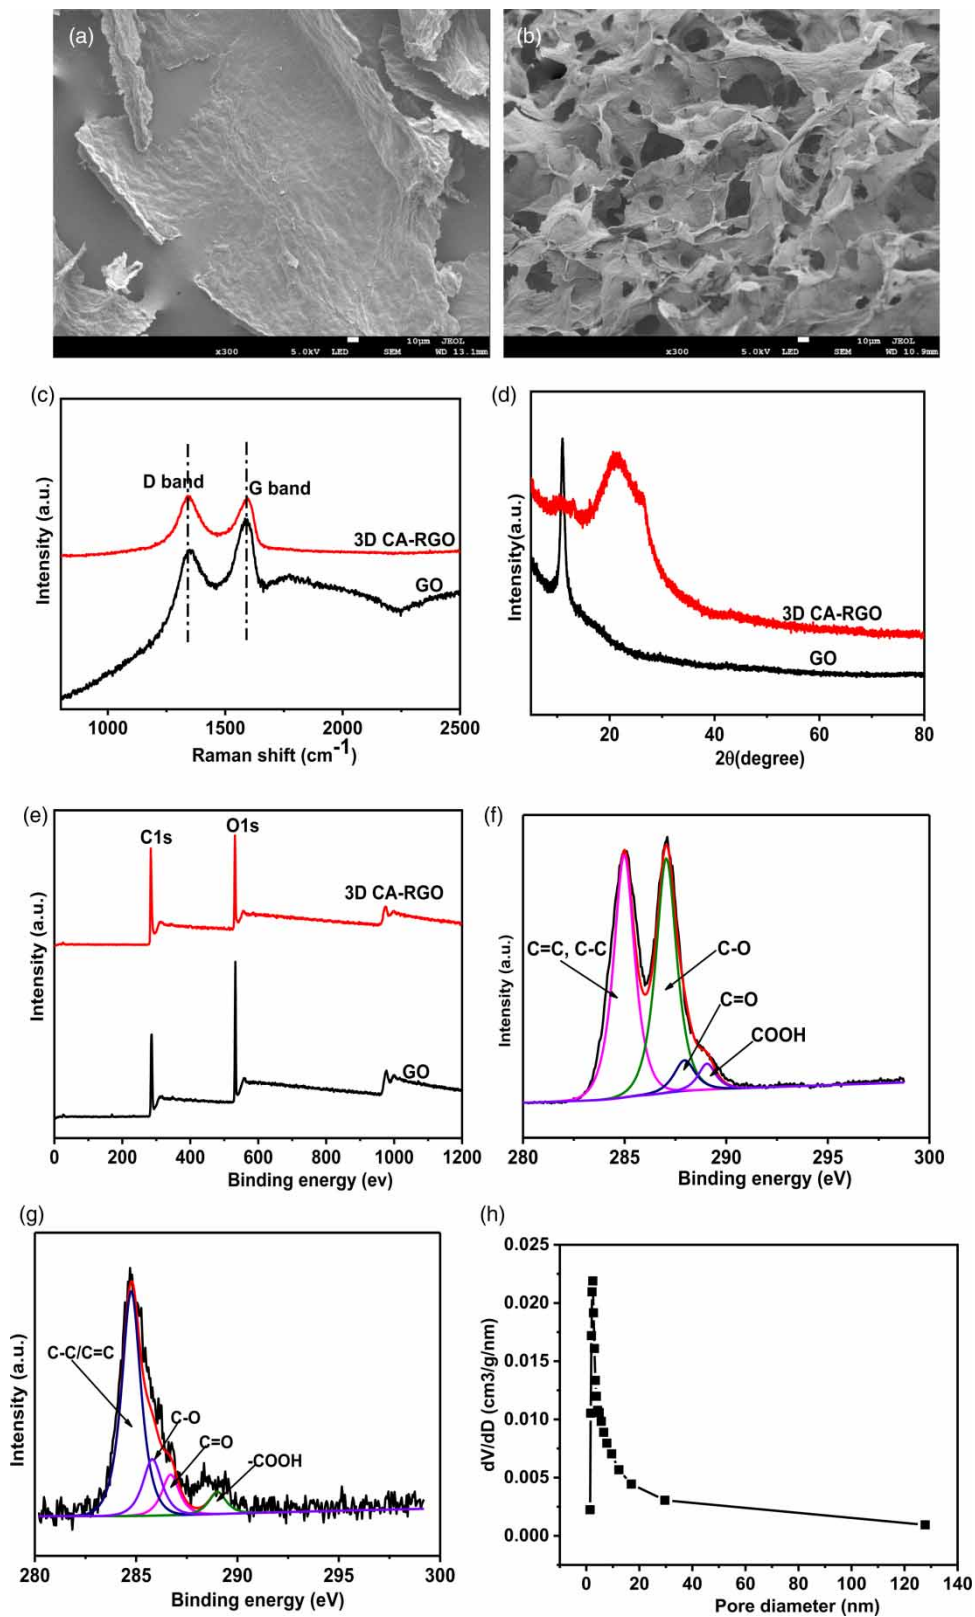 (a)
(b)
10µm JEOL
x300 5.0kV LED SEM WD 13.1mm
10µm JEOL
x300 5.0kV LED SEM WD 10.9mm
(c)
D band
G band
3D CA-RGO
GO
Intensity (a.u.)
1000 1500 2000 2500
Raman shift (cm-1)
(d)
3D CA-RGO
GO
Intensity(a.u.)
20 40 60 80
2θ(degree)
(e)
C1s
O1s
3D CA-RGO
GO
Intensity (a.u.)
0 200 400 600 800 1000 1200
Binding energy (ev)
(f)
C=C, C-C
C-O
C=O
COOH
Intensity (a.u.)
280 285 290 295 300
Binding energy (eV)
(g)
C-C/C=C
C-O
C=O
-COOH
Intensity (a.u.)
280 285 290 295 300
Binding energy (eV)
(h)
0.025
0.020
0.015
0.010
0.005
0.000
dV/dD (cm3/g/nm)
0 20 40 60 80 100 120 140
Pore diameter (nm)